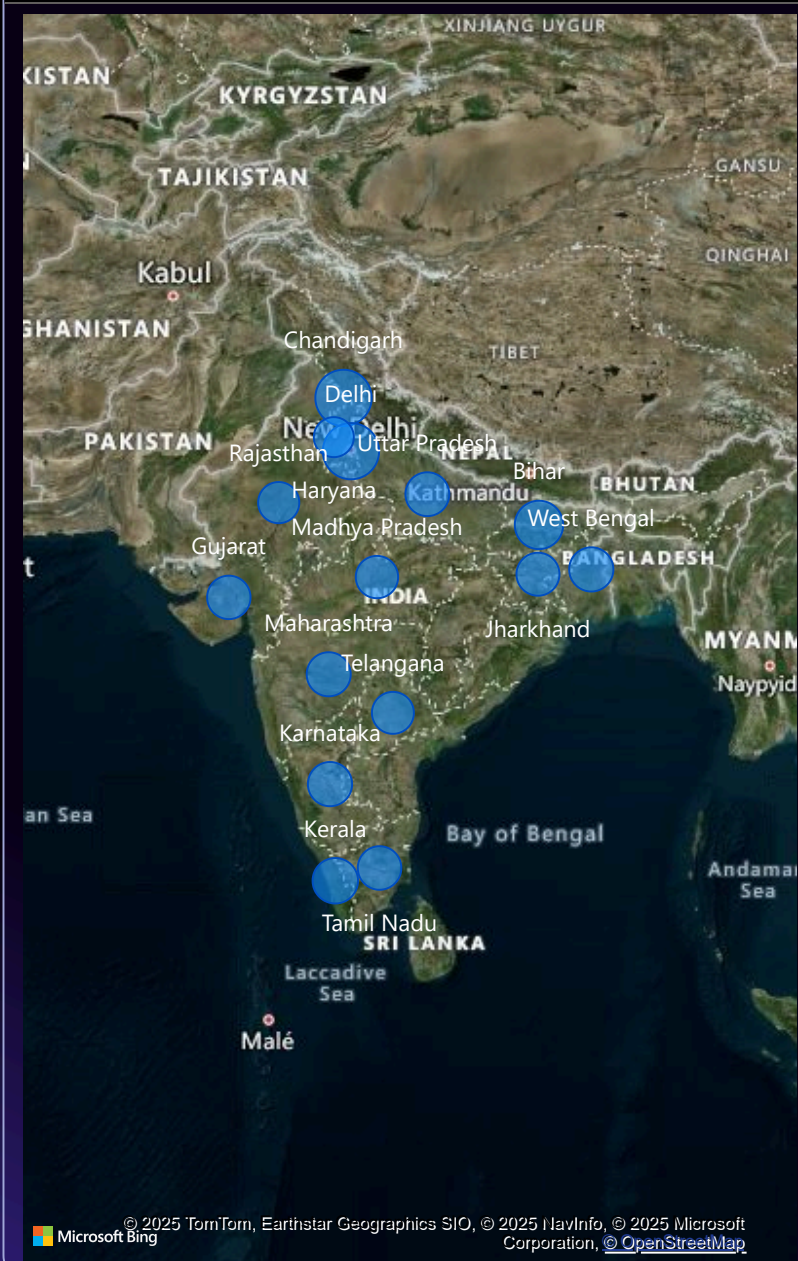 XINJIANG UYGUR
KISTAN
KYRGYZSTAN
GANSU
TAJIKISTAN
QINGHAI
Kabul
GHANISTAN
Chandigarh
TIBET
Delhi
New Delhi
PAKISTAN
Uttar Pradesh
Rajasthan
NEPAL
Bihar
BHUTAN
Haryana
Kathmandu
West Bengal
Madhya Pradesh
Gujarat
BANGLADESH
t
INDIA
Maharashtra
Jharkhand
MYANM
Telangana
Naypyid
Karnataka
an Sea
Kerala
Bay of Bengal
Andaman
Sea
Tamil Nadu
SRI LANKA
Laccadive
Sea
Malé
© 2025 TomTom, Earthstar Geographics SIO, © 2025 NavInfo, © 2025 Microsoft
Corporation, © OpenStreetMap
Microsoft Bing